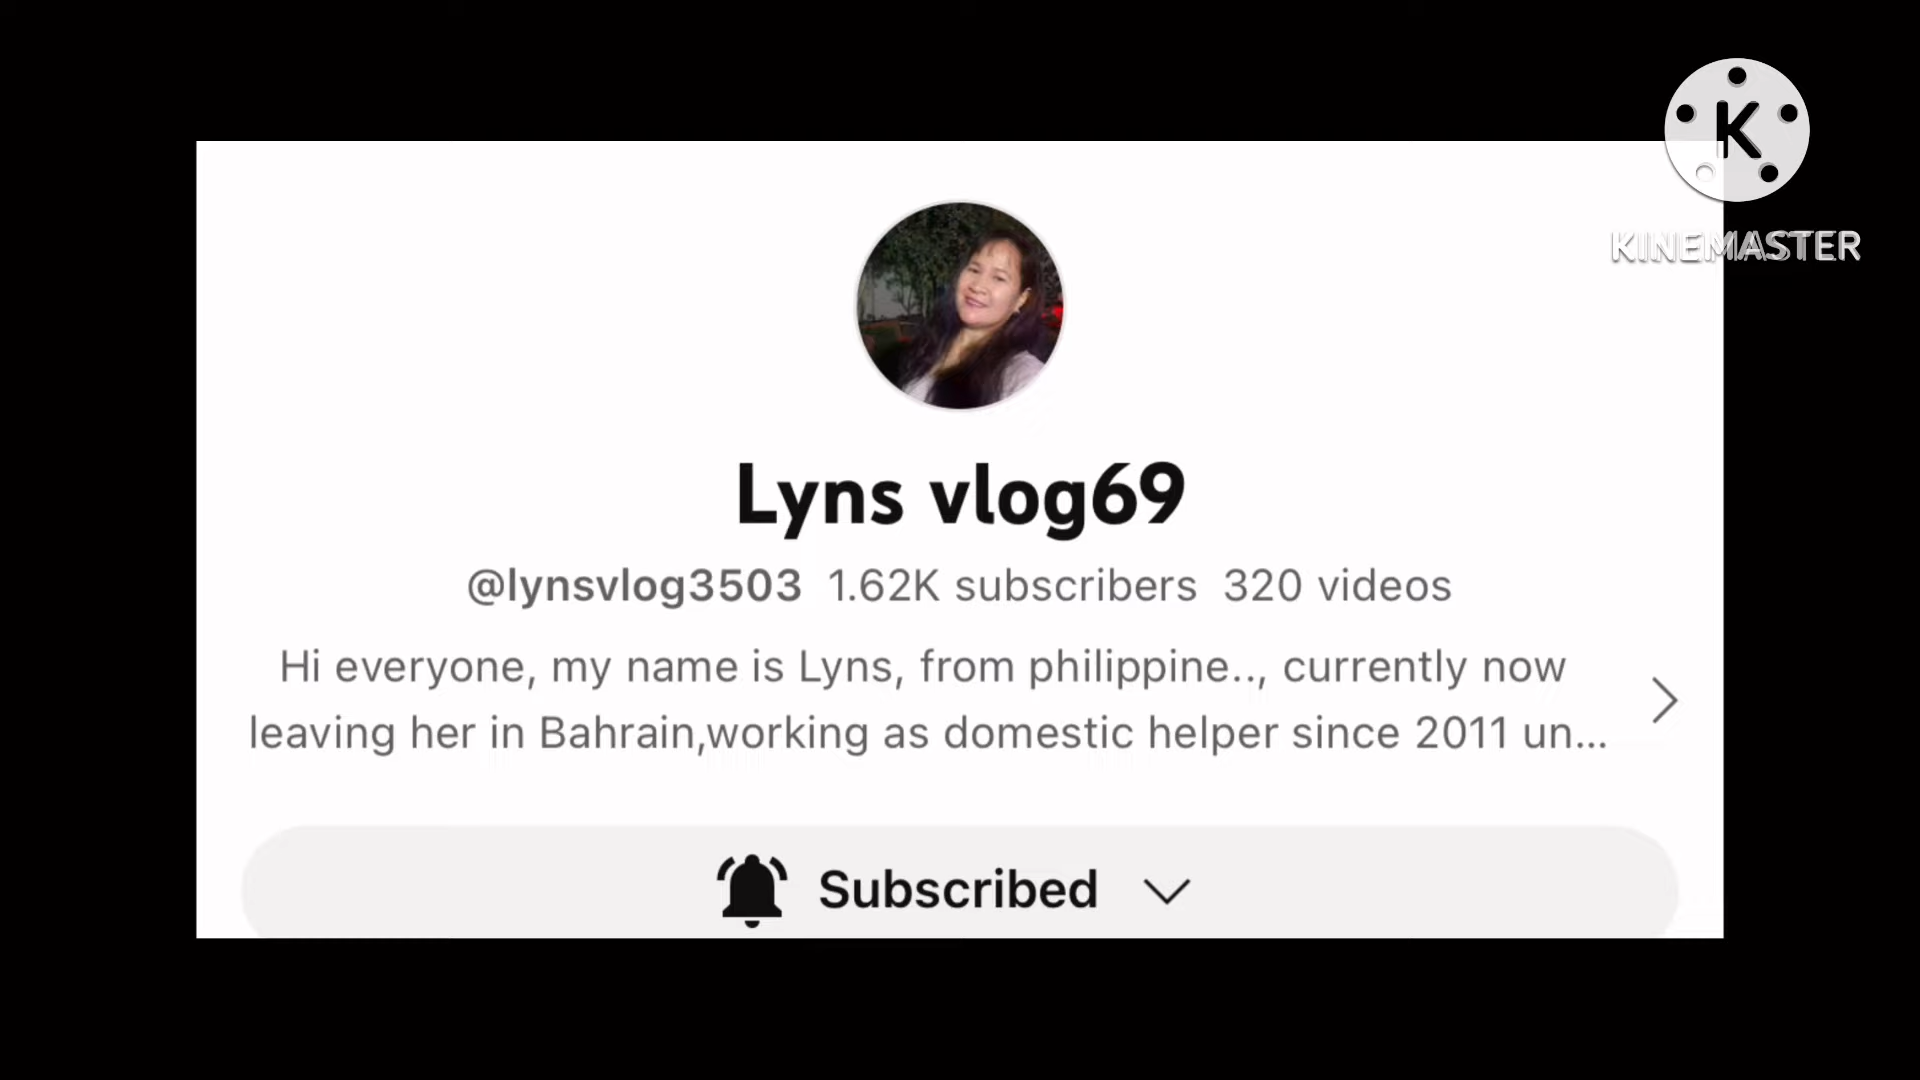 K
KINEMASTER
Lyns vlog69
@lynsvlog3503 1.62K subscribers 320 videos
Hi everyone, my name is Lyns, from philippine.., currently now
leaving her in Bahrain,working as domestic helper since 2011 un...
Subscribed